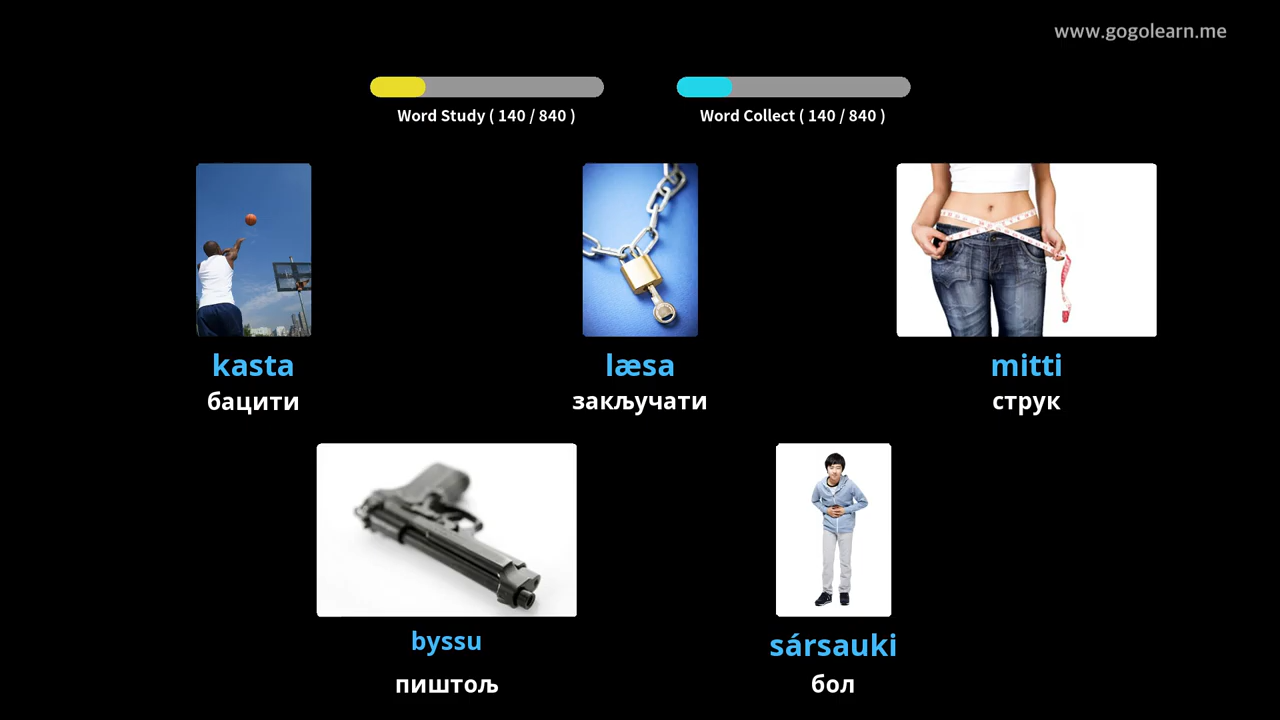 www.gogolearn.me
Word Study ( 140 / 840 )
Word Collect ( 140 / 840 )
kasta
бацити
læsa
закључати
mitti
струк
byssu
пиштољ
sársauki
бол